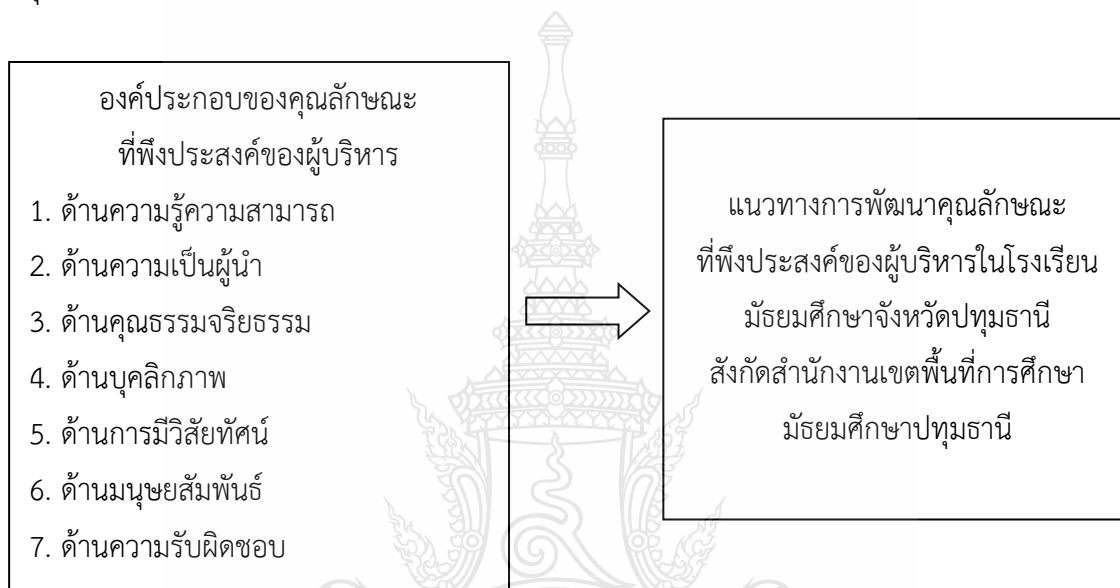 องค์ประกอบของคุณลักษณะ
ที่พึงประสงค์ของผู้บริหาร
1. ด้านความรู้ความสามารถ
2. ด้านความเป็นผู้นำ
3. ด้านคุณธรรมจริยธรรม
4. ด้านบุคลิกภาพ
5. ด้านการมีวิสัยทัศน์
6. ด้านมนุษยสัมพันธ์
7. ด้านความรับผิดชอบ
แนวทางการพัฒนาคุณลักษณะ
ที่พึงประสงค์ของผู้บริหารในโรงเรียน
มัธยมศึกษาจังหวัดปทุมธานี
สังกัดสำนักงานเขตพื้นที่การศึกษา
มัธยมศึกษาปทุมธานี